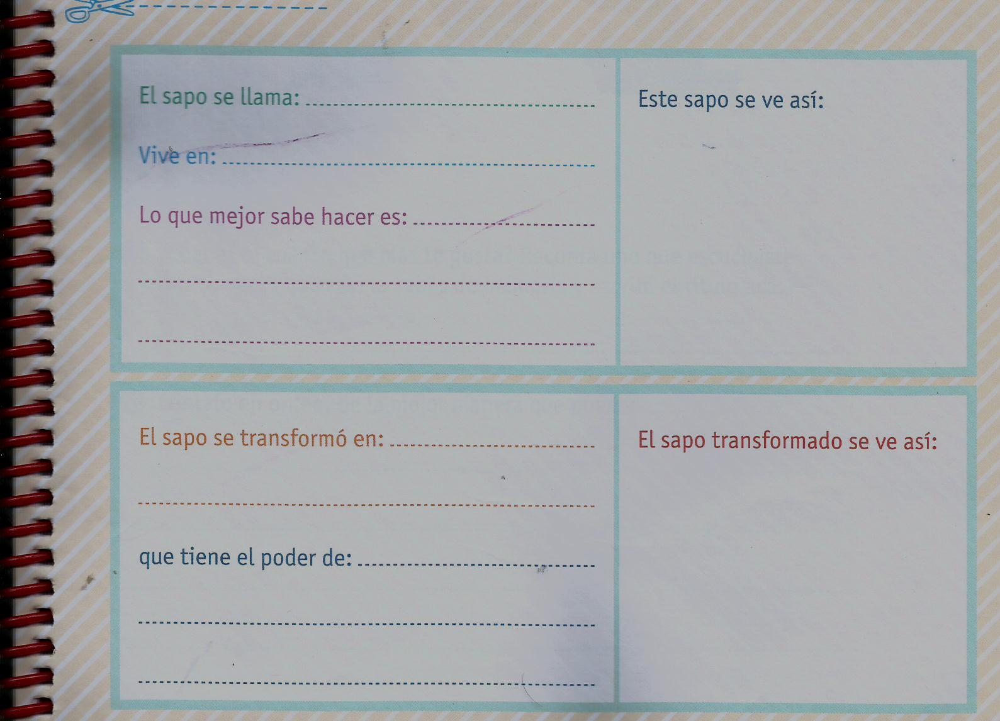 El sapo se llama:
Vive en:
Lo que mejor sabe hacer es:
Este sapo se ve así:
El sapo se transformó en:
que tiene el poder de:
El sapo transformado se ve así: